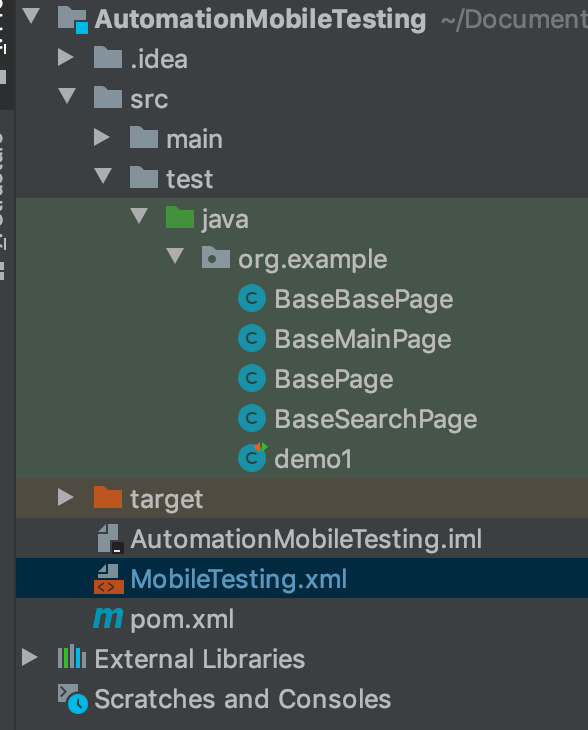 AutomationMobileTesting ~/Document
.idea
src
main
test
java
org.example
BaseBasePage
BaseMainPage
BasePage
BaseSearchPage
demo1
target
AutomationMobileTesting.iml
MobileTesting.xml
pom.xml
External Libraries
Scratches and Consoles